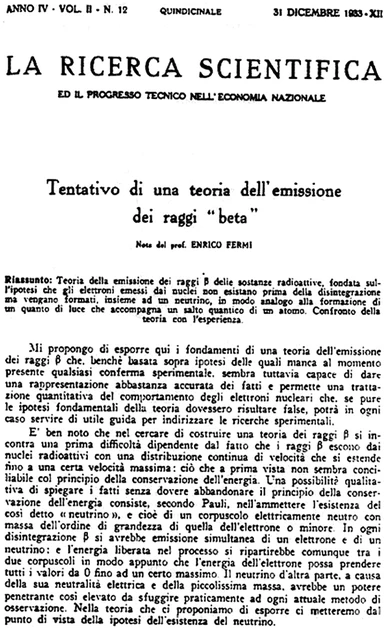 ANNO IV - VOL. II - N. 12 QUINDICINALE 31 DICEMBRE 1933-XII
LA RICERCA SCIENTIFICA
ED IL PROGRESSO TECNICO NELL'ECONOMIA NAZIONALE
Tentativo di una teoria dell'emissione
dei raggi "beta"
Note del prof. ENRICO FERMI
Riassunto: Teoria della emissione dei raggi β delle sostanze radioattive, fondata sul-
l'ipotesi che gli elettroni emessi dai nuclei non esistano prima della disintegrazione
ma vengano formati, insieme ad un neutrino, in modo analogo alla formazione di
un quanto di luce che accompagna un salto quantico di un atomo. Confronto della
teoria con l'esperienza.
Mi propongo di esporre qui i fondamenti di una teoria dell'emissione
dei raggi β che, benchè basata sopra ipotesi delle quali manca al momento
presente qualsiasi conferma sperimentale, sembra tuttavia capace di dare
una rappresentazione abbastanza accurata dei fatti e permette una tratta-
zione quantitativa del comportamento degli elettroni nucleari che, se pure
le ipotesi fondamentali della teoria dovessero risultare false, potrà in ogni
caso servire di utile guida per indirizzare le ricerche sperimentali.
E' ben noto che nel cercare di costruire una teoria dei raggi β si in-
contra una prima difficoltà dipendente dal fatto che i raggi β escono dai
nuclei radioattivi con una distribuzione continua di velocità che si estende
fino a una certa velocità massima: ciò che a prima vista non sembra conci-
liabile col principio della conservazione dell'energia. Una possibilità qualita-
tiva di spiegare i fatti senza dovere abbandonare il principio della conser-
vazione dell'energia consiste, secondo Pauli, nell'ammettere l'esistenza del
così detto «neutrino», e cioè di un corpuscolo elettricamente neutro con
massa dell'ordine di grandezza di quella dell'elettrone o minore. In ogni
disintegrazione β si avrebbe emissione simultanea di un elettrone e di un
neutrino; e l'energia liberata nel processo si ripartirebbe comunque tra i
due corpuscoli in modo appunto che l'energia dell'elettrone possa prendere
tutti i valori da 0 fino ad un certo massimo. Il neutrino d'altra parte, a causa
della sua neutralità elettrica e della piccolissima massa, avrebbe un potere
penetrante così elevato da sfuggire praticamente ad ogni attuale metodo di
osservazione. Nella teoria che ci proponiamo di esporre ci metteremo dal
punto di vista della ipotesi dell'esistenza del neutrino.